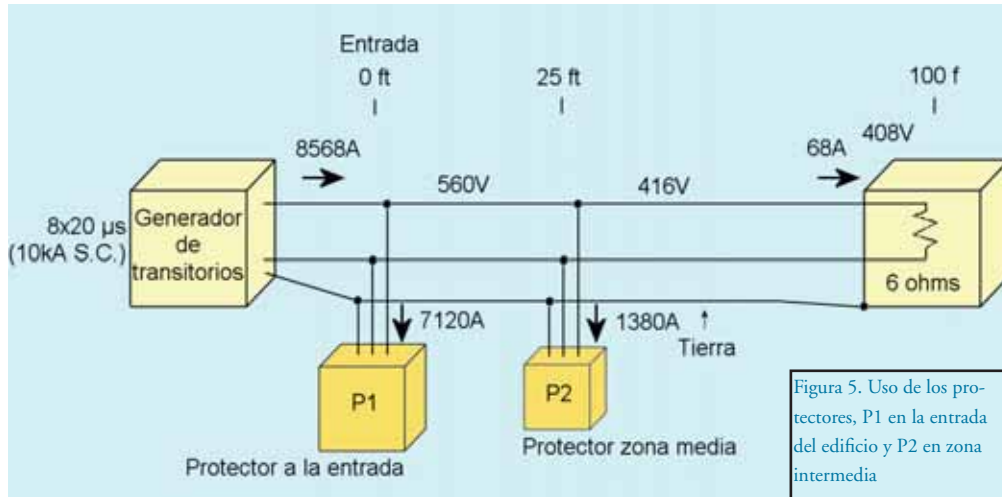 Entrada
0 ft
25 ft
100 f
8568A
68A
408V
560V
416V
8x20 µs
(10kA S.C.)
Generador
de
transitorios
6 ohms
7120A
1380A
Tierra
P1
P2
Protector a la entrada
Protector zona media
Figura 5. Uso de los pro-
tectores, P1 en la entrada
del edificio y P2 en zona
intermedia